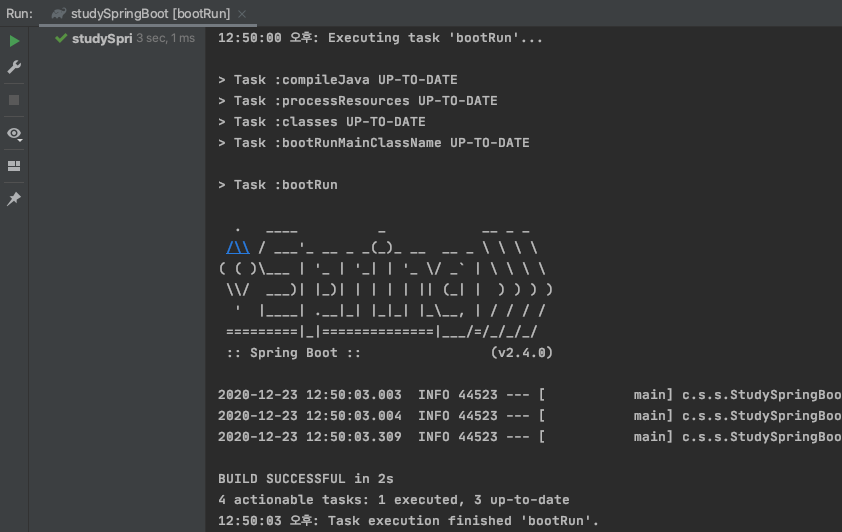 Run: studySpringBoot [bootRun] ×
studySpri 3 sec, 1 ms
12:50:00 오후: Executing task 'bootRun'...
> Task :compileJava UP-TO-DATE
> Task :processResources UP-TO-DATE
> Task :classes UP-TO-DATE
> Task :bootRunMainClassName UP-TO-DATE
> Task :bootRun
  .   ____          _            __ _ _
 /\\ / ___'_ __ _ _(_)_ __  __ _ \ \ \ \
( ( )\___ | '_ | '_| | '_ \/ _` | \ \ \ \
 \\/  ___)| |_)| | | | | || (_| |  ) ) ) )
  '  |____| .__|_| |_|_| |_\__, | / / / /
 =========|_|==============|___/=/_/_/_/
 :: Spring Boot ::                (v2.4.0)
2020-12-23 12:50:03.003  INFO 44523 --- [           main] c.s.s.StudySpringBoo
2020-12-23 12:50:03.004  INFO 44523 --- [           main] c.s.s.StudySpringBoo
2020-12-23 12:50:03.309  INFO 44523 --- [           main] c.s.s.StudySpringBoo
BUILD SUCCESSFUL in 2s
4 actionable tasks: 1 executed, 3 up-to-date
12:50:03 오후: Task execution finished 'bootRun'.